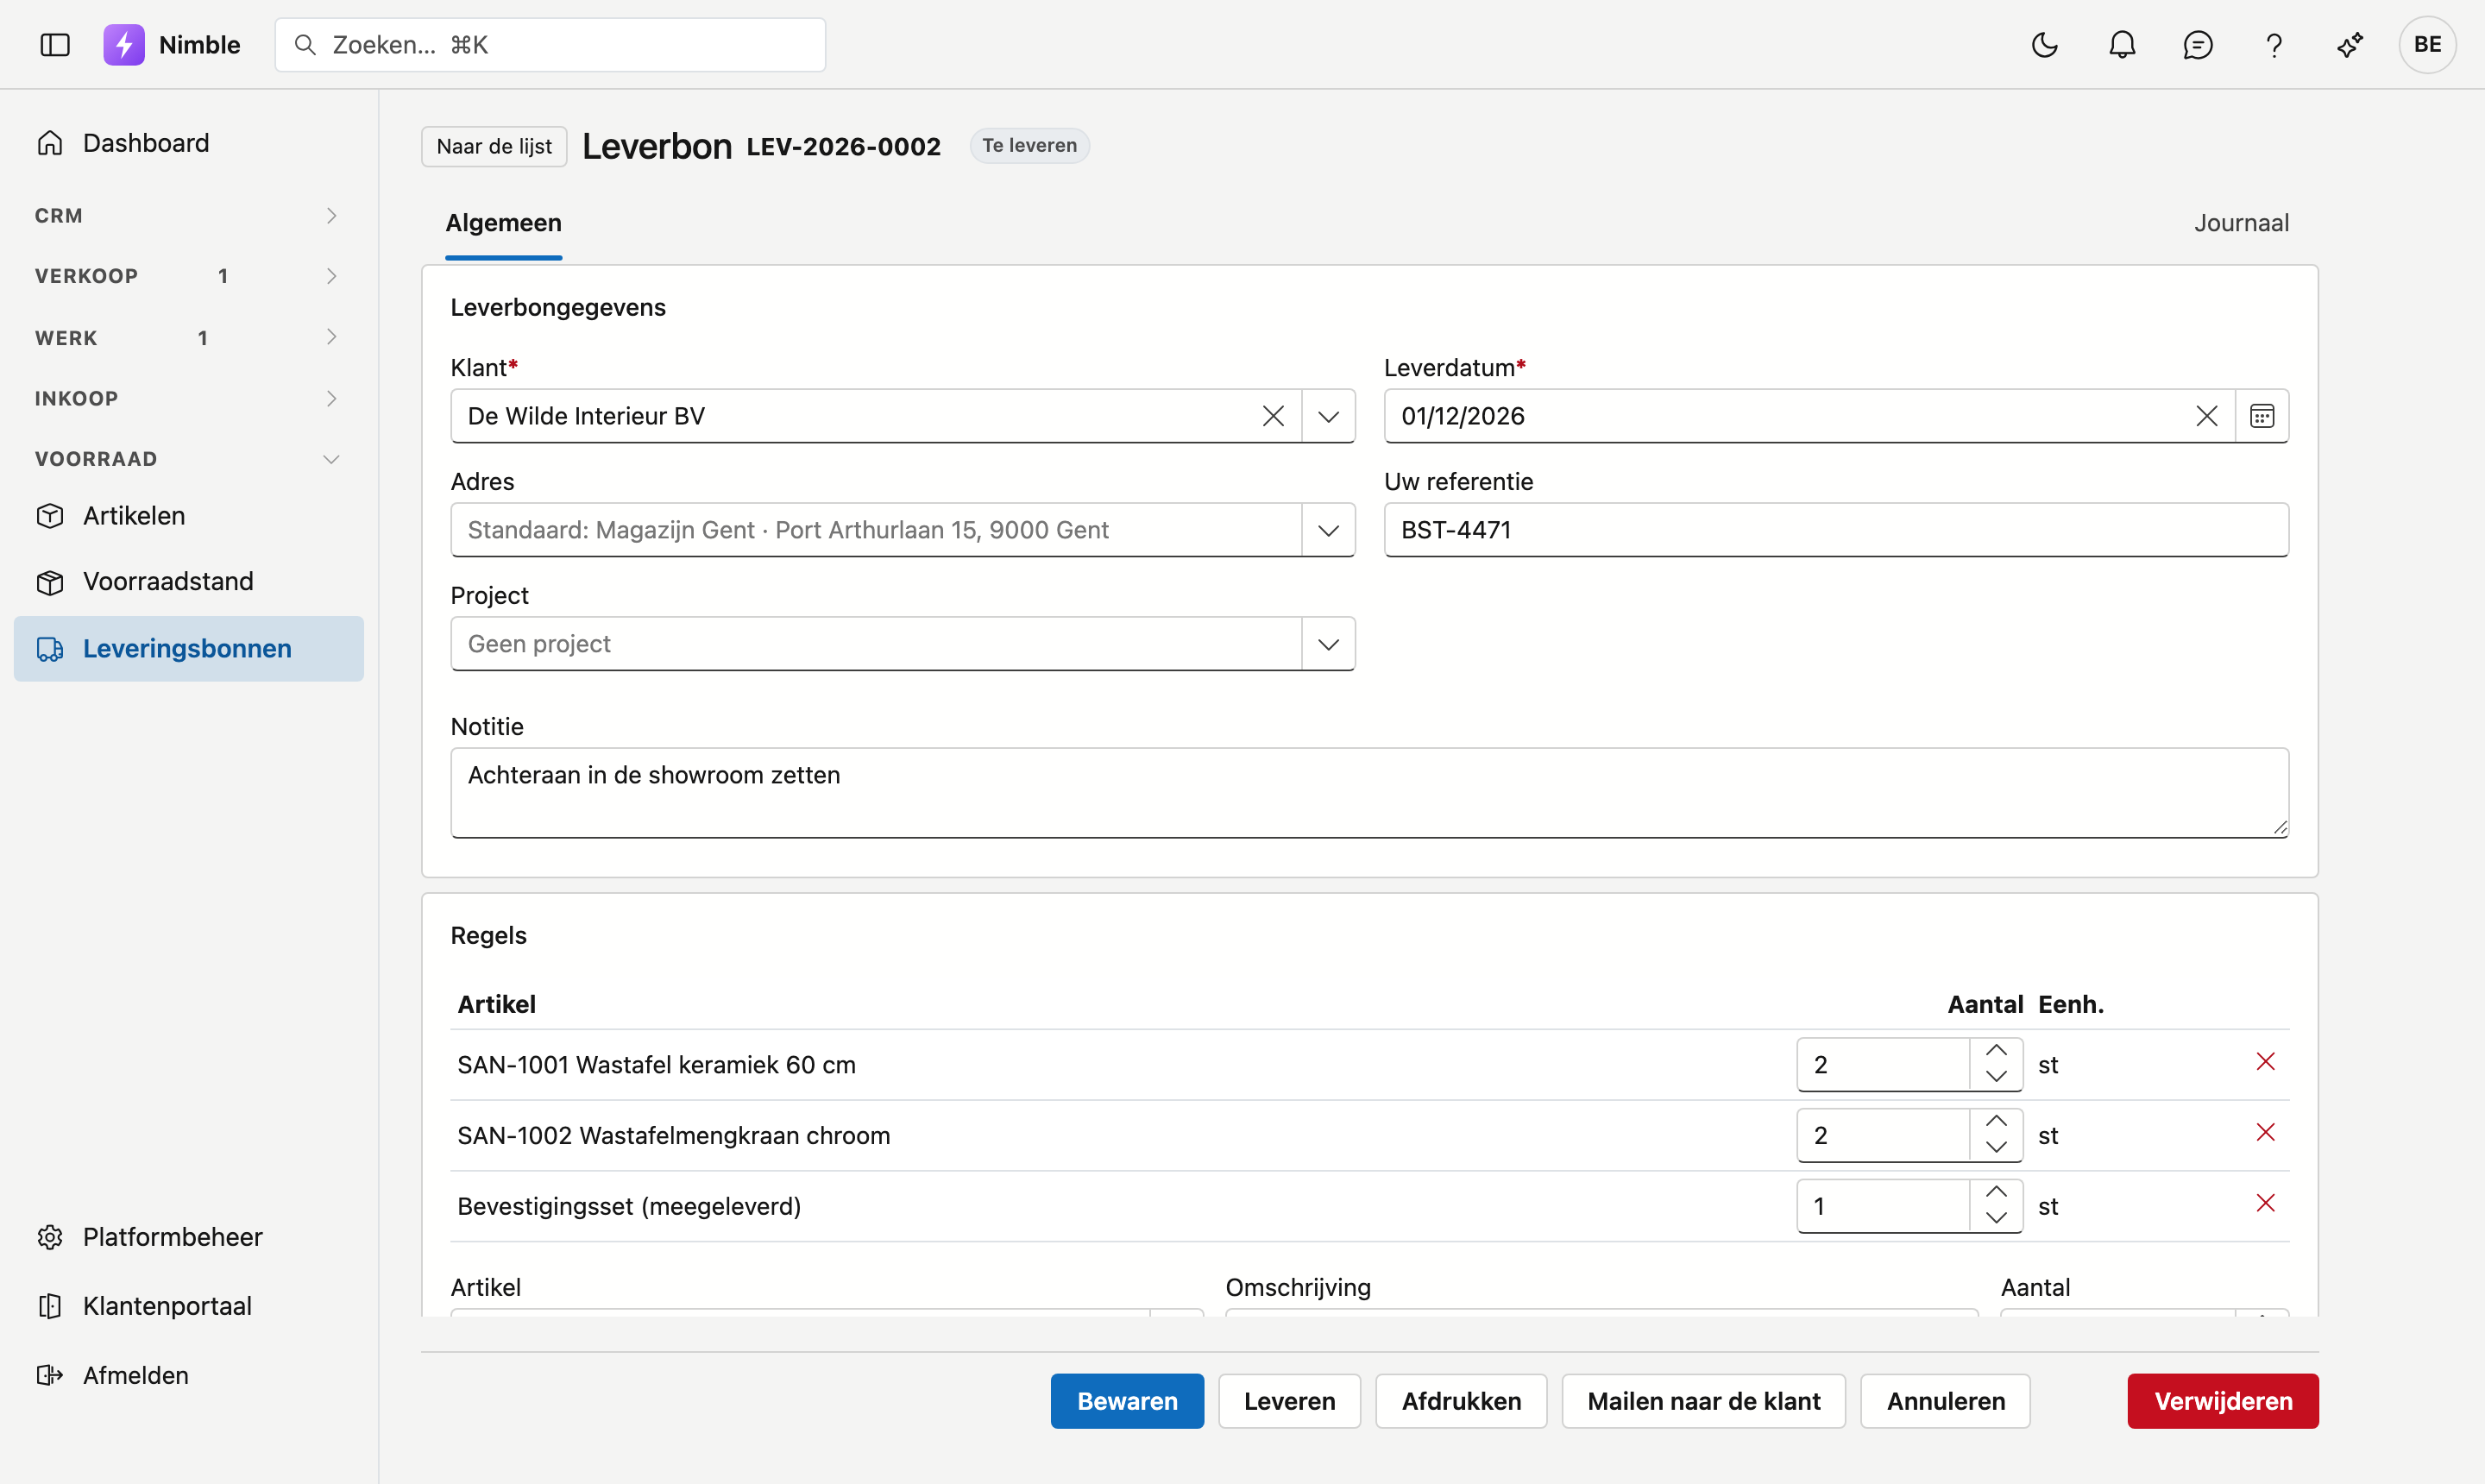 Nimble
Zoeken... ⌘K
BE
Dashboard
CRM
VERKOOP 1
WERK 1
INKOOP
VOORRAAD
Artikelen
Voorraadstand
Leveringsbonnen
Platformbeheer
Klantenportaal
Afmelden
Naar de lijst Leverbon LEV-2026-0002 Te leveren
Algemeen Journaal
Leverbongegevens
Klant* Leverdatum*
De Wilde Interieur BV 01/12/2026
Adres Uw referentie
Standaard: Magazijn Gent · Port Arthurlaan 15, 9000 Gent BST-4471
Project
Geen project
Notitie
Achteraan in de showroom zetten
Regels
Artikel Aantal Eenh.
SAN-1001 Wastafel keramiek 60 cm 2 st
SAN-1002 Wastafelmengkraan chroom 2 st
Bevestigingsset (meegeleverd) 1 st
Artikel Omschrijving Aantal
Bewaren Leveren Afdrukken Mailen naar de klant Annuleren Verwijderen